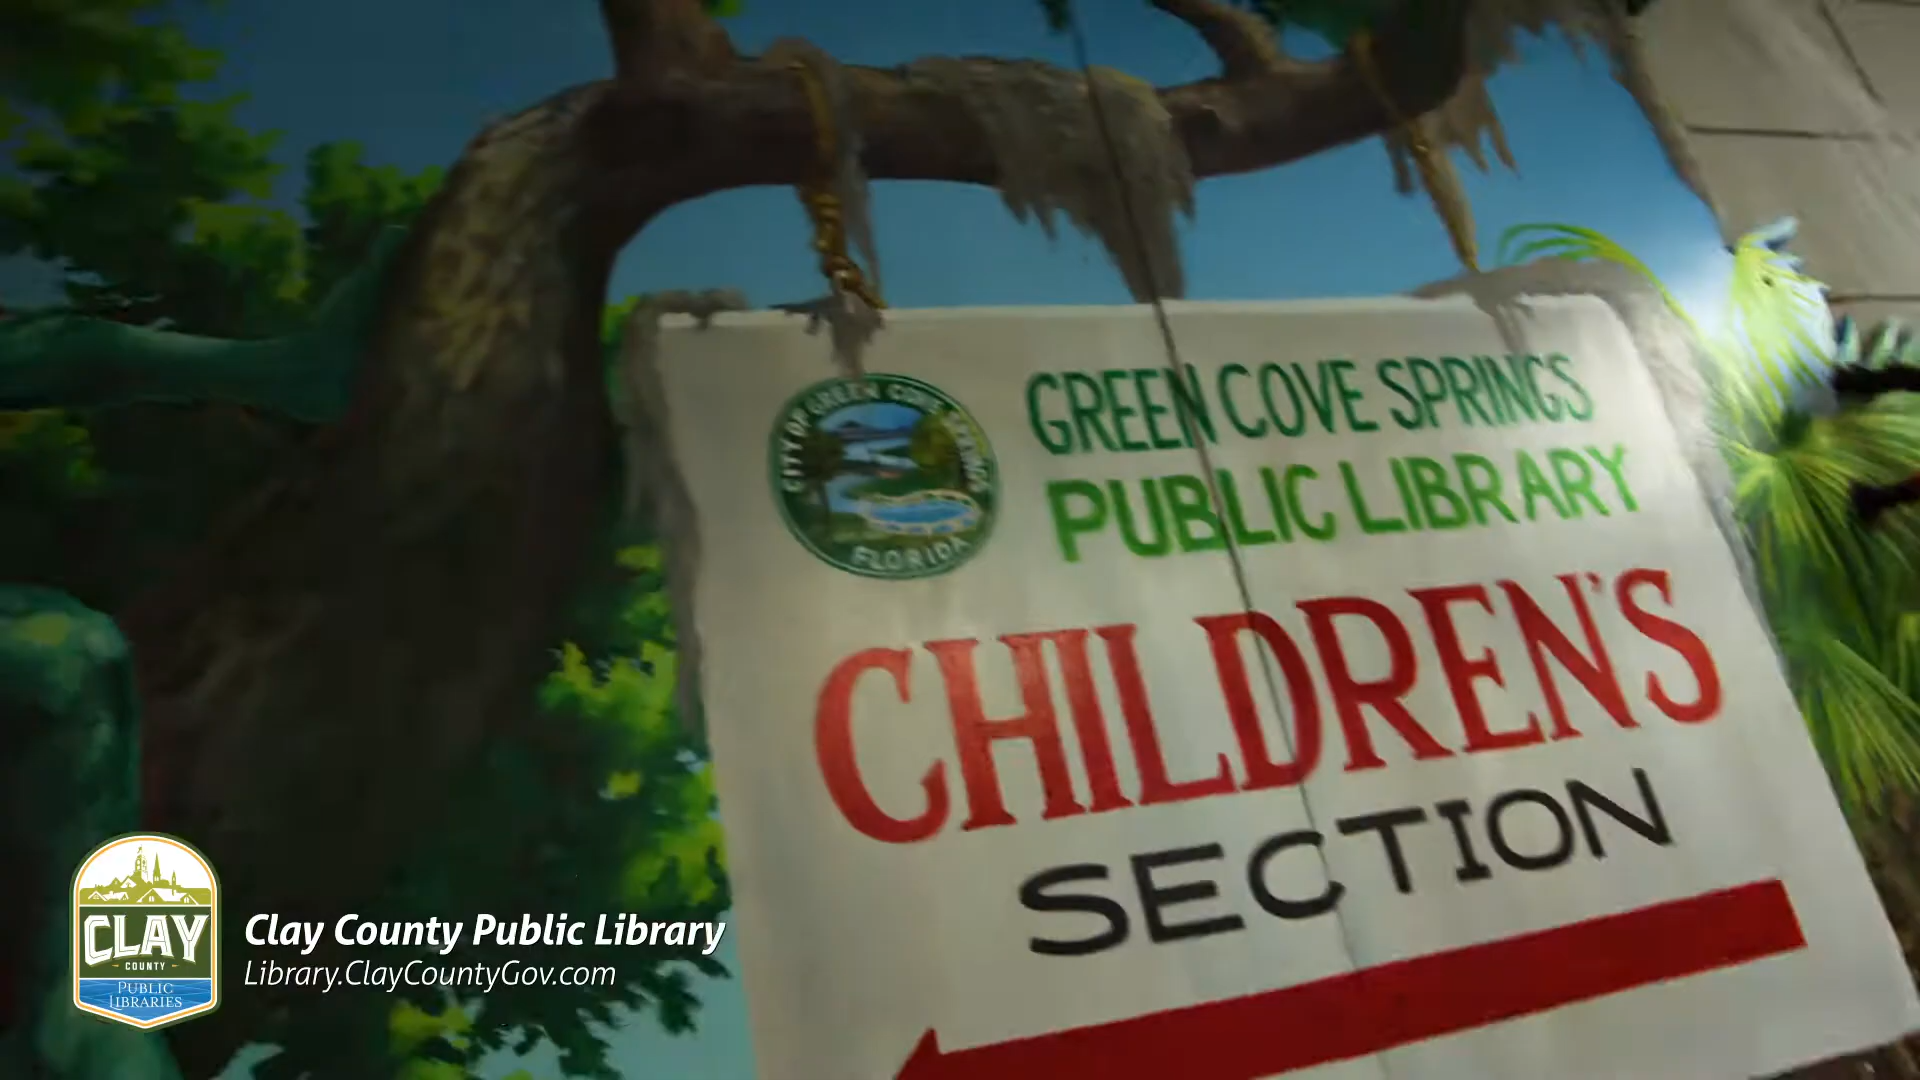 CITY OF GREEN COVE SPRINGS
FLORIDA
GREEN COVE SPRINGS
PUBLIC LIBRARY
CHILDREN'S
SECTION
CLAY
COUNTY
PUBLIC
LIBRARIES
Clay County Public Library
Library.ClayCountyGov.com